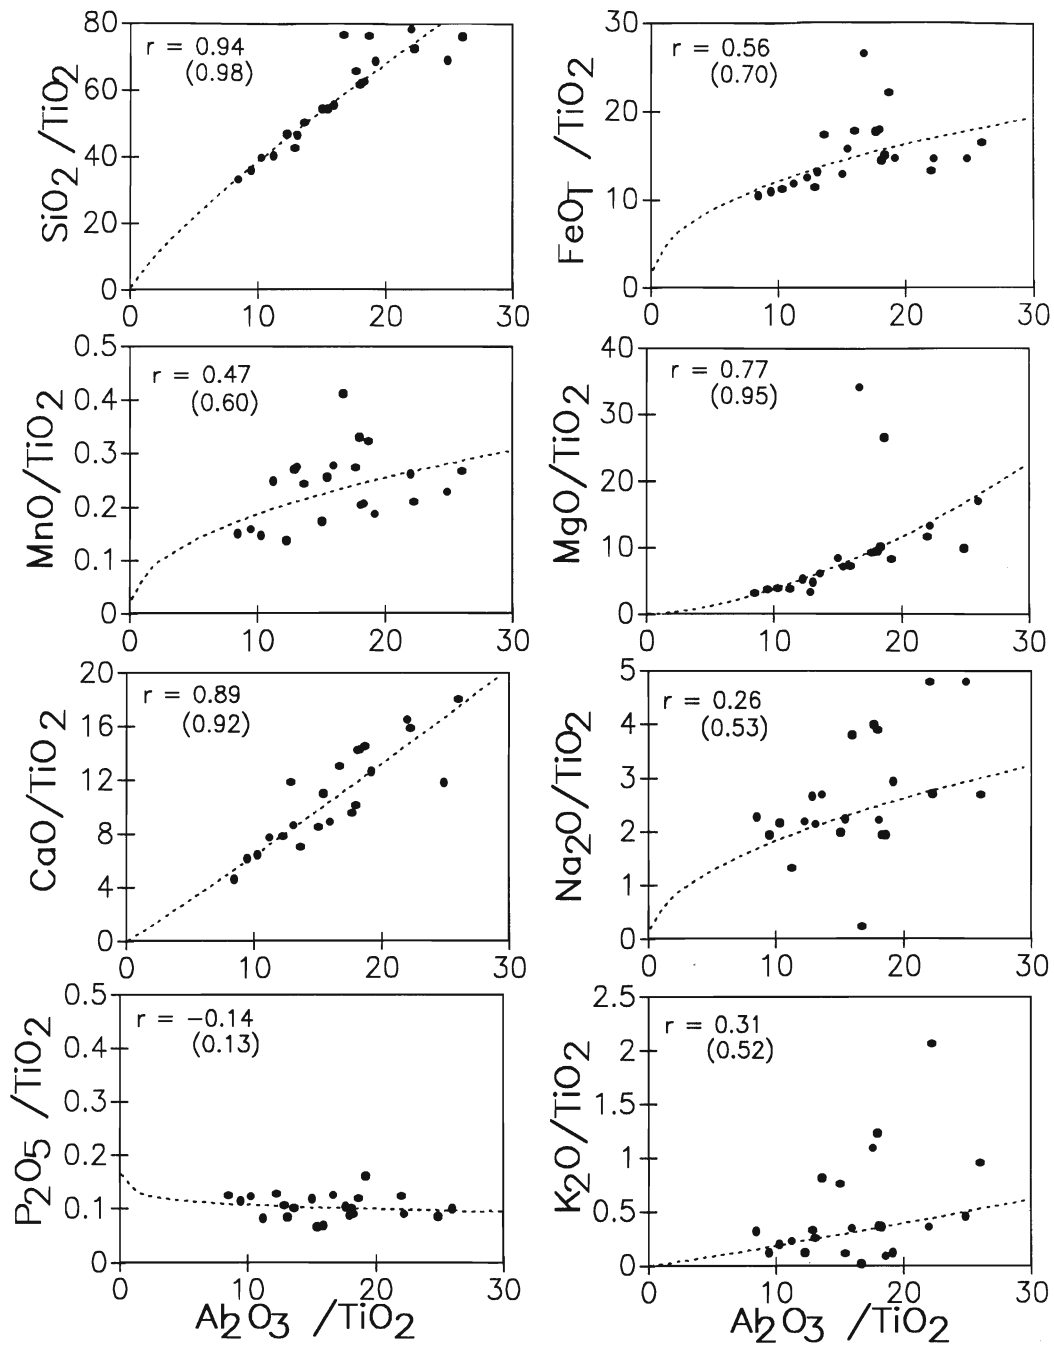 80
60
40
20
0
SiO2 /TiO2
r = 0.94
(0.98)
0 10 20 30
30
20
10
0
FeOT /TiO2
r = 0.56
(0.70)
0 10 20 30
0.5
0.4
0.3
0.2
0.1
0
MnO/TiO2
r = 0.47
(0.60)
0 10 20 30
40
30
20
10
0
MgO/TiO2
r = 0.77
(0.95)
0 10 20 30
20
16
12
8
4
0
CaO/TiO2
r = 0.89
(0.92)
0 10 20 30
5
4
3
2
1
0
Na2O/TiO2
r = 0.26
(0.53)
0 10 20 30
0.5
0.4
0.3
0.2
0.1
0
P2O5 /TiO2
r = −0.14
(0.13)
0 10 20 30
Al2O3 /TiO2
2.5
2
1.5
1
0.5
0
K2O/TiO2
r = 0.31
(0.52)
0 10 20 30
Al2O3 /TiO2